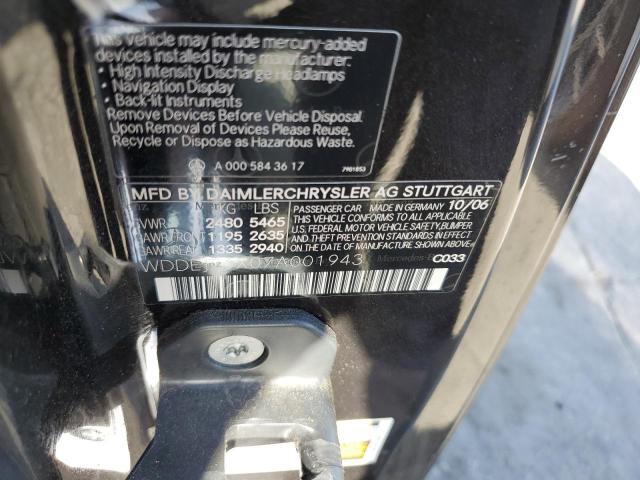 This Vehicle may include mercury-added
devices installed by the manufacturer:
- High Intensity Discharge Headlamps
- Navigation Display
- Back-lit Instruments
Remove Devices Before Vehicle Disposal.
Upon Removal of Devices Please Reuse,
Recycle or Dispose as Hazardous Waste.
A 000 584 36 17
7901853
MFD BY DAIMLERCHRYSLER AG STUTTGART
KG LBS PASSENGER CAR MADE IN GERMANY 10/06
GVWR 2480 5465 THIS VEHICLE CONFORMS TO ALL APPLICABLE
GAWR FRONT 1195 2635 U.S. FEDERAL MOTOR VEHICLE SAFETY, BUMPER,
GAWR REAR 1335 2940 AND THEFT PREVENTION STANDARDS IN EFFECT
ON THE DATE OF MANUFACTURE SHOWN ABOVE.
A001943 C033